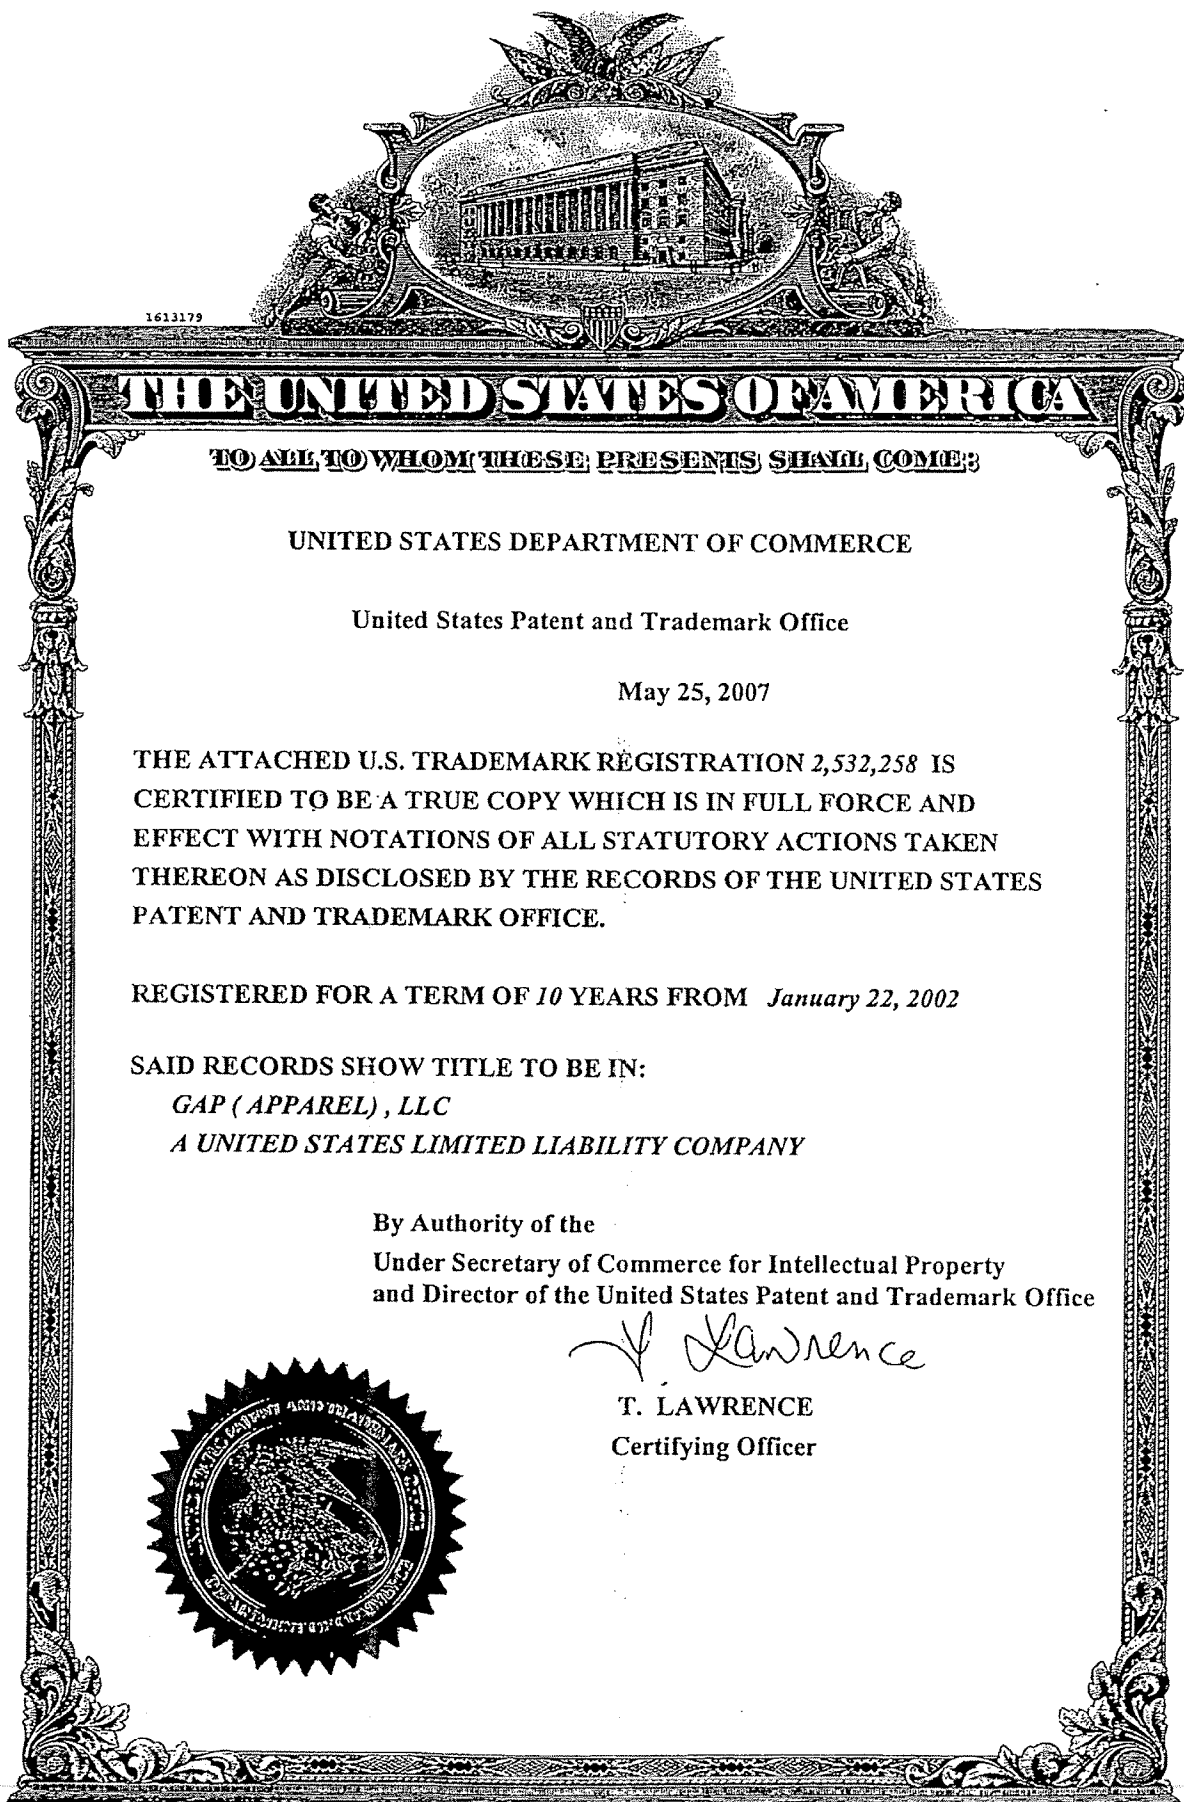 1613179
THE UNITED STATES OF AMERICA
TO ALL TO WHOM THESE PRESENTS SHALL COME:
UNITED STATES DEPARTMENT OF COMMERCE
United States Patent and Trademark Office
May 25, 2007
THE ATTACHED U.S. TRADEMARK REGISTRATION 2,532,258 IS
CERTIFIED TO BE A TRUE COPY WHICH IS IN FULL FORCE AND
EFFECT WITH NOTATIONS OF ALL STATUTORY ACTIONS TAKEN
THEREON AS DISCLOSED BY THE RECORDS OF THE UNITED STATES
PATENT AND TRADEMARK OFFICE.
REGISTERED FOR A TERM OF 10 YEARS FROM January 22, 2002
SAID RECORDS SHOW TITLE TO BE IN:
GAP ( APPAREL) , LLC
A UNITED STATES LIMITED LIABILITY COMPANY
By Authority of the
Under Secretary of Commerce for Intellectual Property
and Director of the United States Patent and Trademark Office
T. Lawrence
T. LAWRENCE
Certifying Officer
PATENT AND TRADEMARK OFFICE